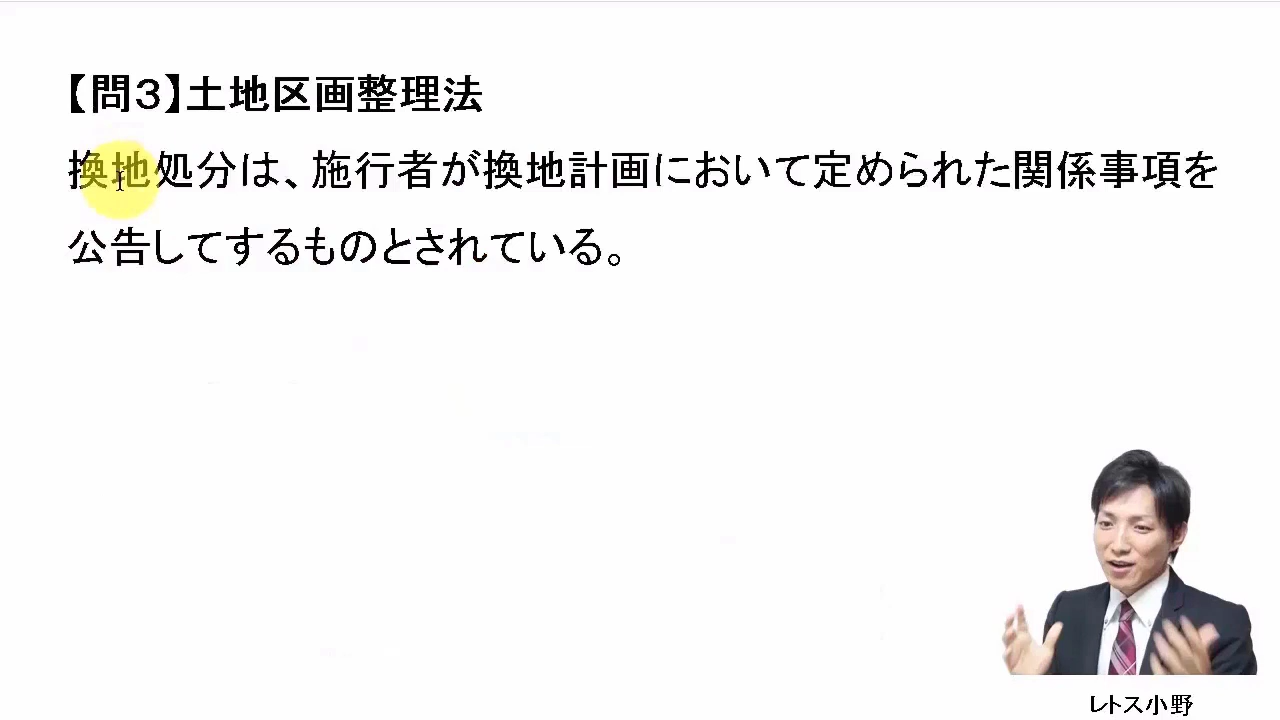 【問３】土地区画整理法
換地処分は、施行者が換地計画において定められた関係事項を
公告してするものとされている。
レトス小野